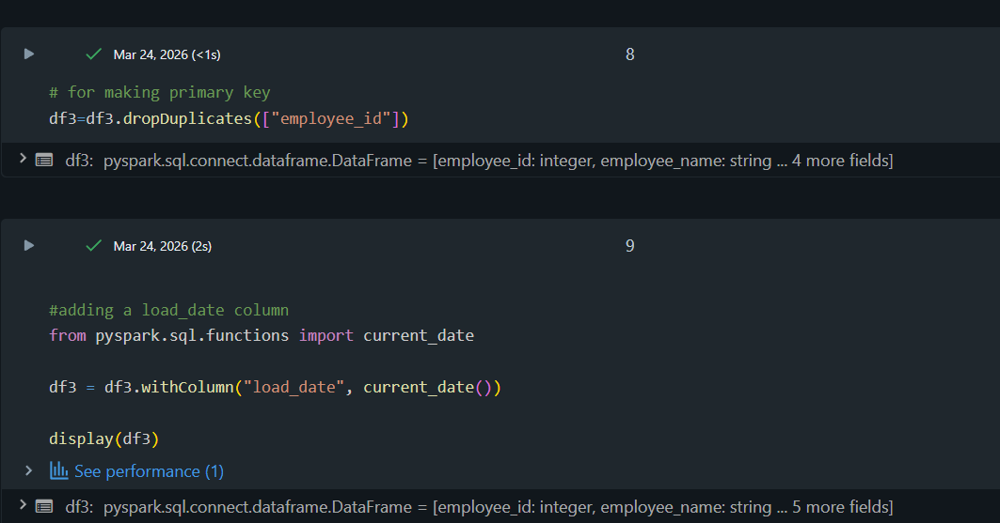 Mar 24, 2026 (<1s)
8
# for making primary key
df3=df3.dropDuplicates(["employee_id"])
df3: pyspark.sql.connect.dataframe.DataFrame = [employee_id: integer, employee_name: string ... 4 more fields]
Mar 24, 2026 (2s)
9
#adding a load_date column
from pyspark.sql.functions import current_date
df3 = df3.withColumn("load_date", current_date())
display(df3)
See performance (1)
df3: pyspark.sql.connect.dataframe.DataFrame = [employee_id: integer, employee_name: string ... 5 more fields]